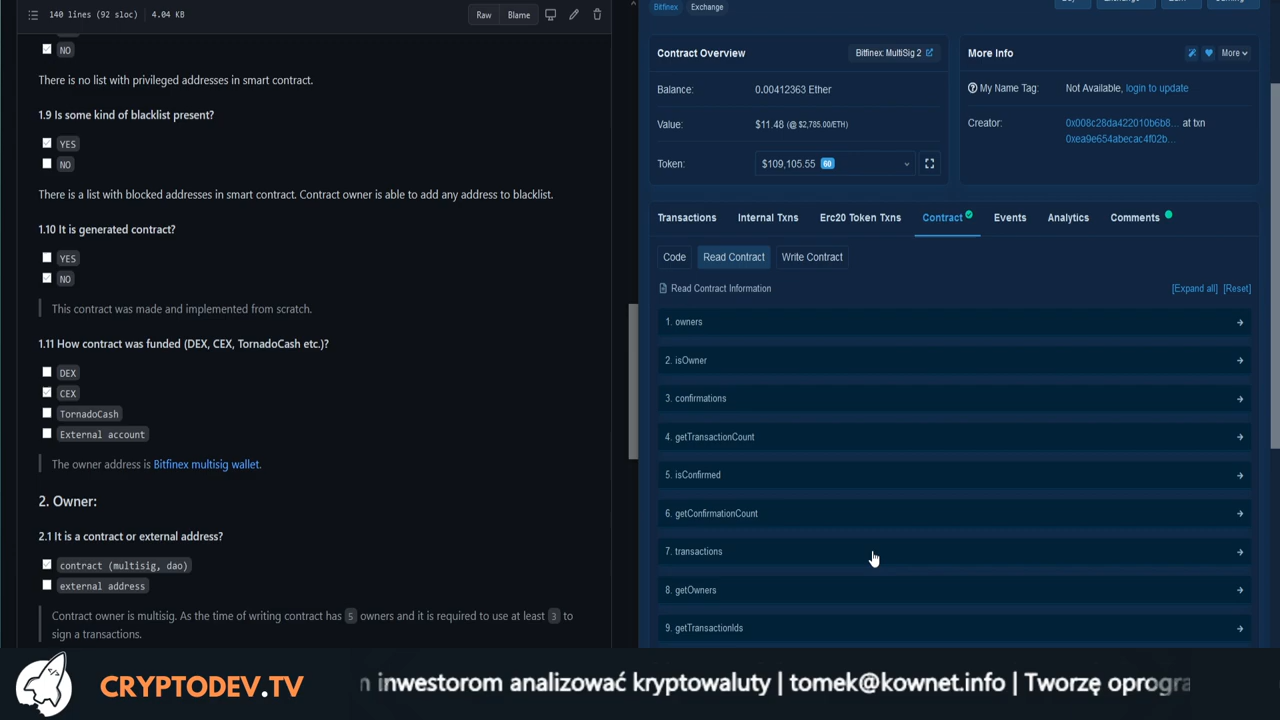 140 lines (92 sloc) 4.04 KB
Raw Blame
NO
There is no list with privileged addresses in smart contract.
1.9 Is some kind of blacklist present?
YES
NO
There is a list with blocked addresses in smart contract. Contract owner is able to add any address to blacklist.
1.10 It is generated contract?
YES
NO
This contract was made and implemented from scratch.
1.11 How contract was funded (DEX, CEX, TornadoCash etc.)?
DEX
CEX
TornadoCash
External account
The owner address is Bitfinex multisig wallet.
2. Owner:
2.1 It is a contract or external address?
contract (multisig, dao)
external address
Contract owner is multisig. As the time of writing contract has 5 owners and it is required to use at least 3 to
sign a transactions.
Bitfinex Exchange
Contract Overview
Bitfinex: MultiSig 2
Balance: 0.00412363 Ether
Value: $11.48 (@ $2,785.00/ETH)
Token: $109,105.55 60
More Info
More
My Name Tag: Not Available, login to update
Creator: 0x008c28da422010b6b8... at txn
0xea9e654abecac4f02b...
Transactions Internal Txns Erc20 Token Txns Contract Events Analytics Comments
Code Read Contract Write Contract
Read Contract Information
[Expand all] [Reset]
1. owners
2. isOwner
3. confirmations
4. getTransactionCount
5. isConfirmed
6. getConfirmationCount
7. transactions
8. getOwners
9. getTransactionIds
CRYPTODEV.TV
inwestorom analizować kryptowaluty | tomek@kownet.info | Tworzę oprogra